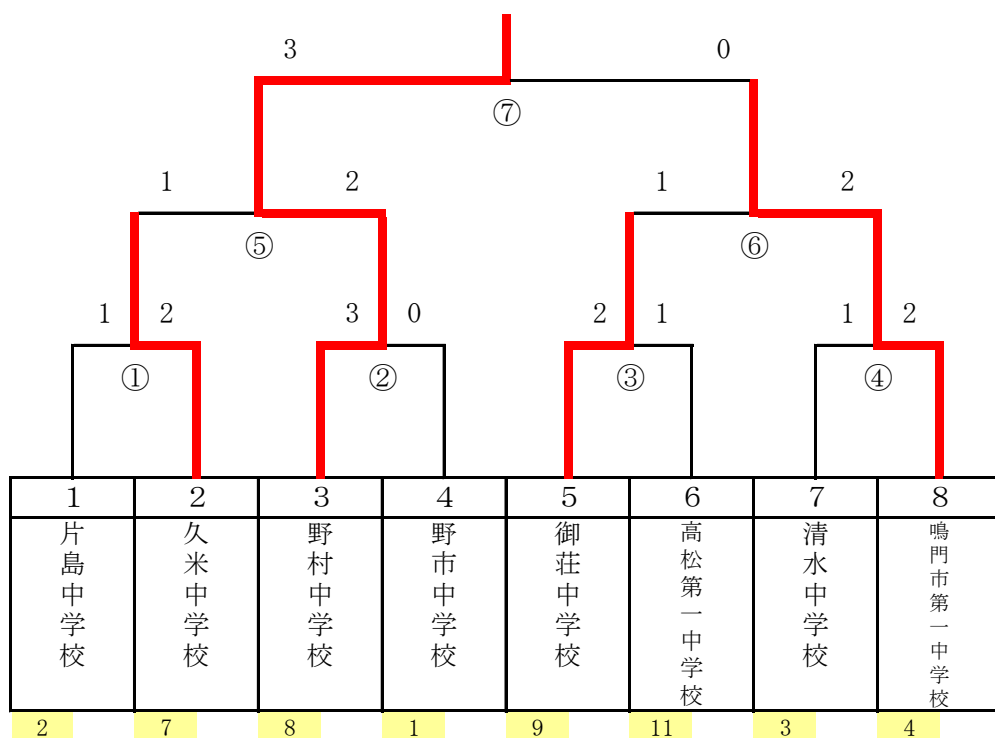 3 0
⑦
1 2 1 2
⑤ ⑥
1 2 3 0 2 1 1 2
① ② ③ ④
1 2 3 4 5 6 7 8
片島中学校
久米中学校
野村中学校
野市中学校
御荘中学校
高松第一中学校
清水中学校
鳴門市第一中学校
2 7 8 1 9 11 3 4